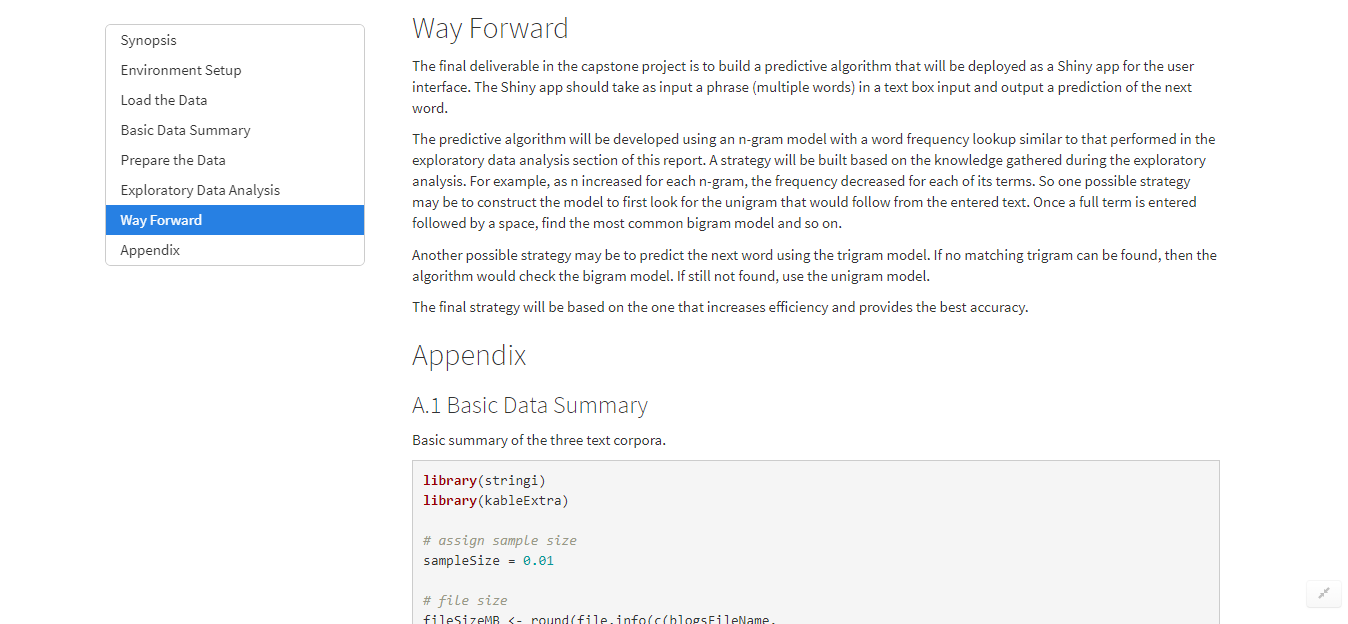 Synopsis
Environment Setup
Load the Data
Basic Data Summary
Prepare the Data
Exploratory Data Analysis
Way Forward
Appendix
Way Forward
The final deliverable in the capstone project is to build a predictive algorithm that will be deployed as a Shiny app for the user
interface. The Shiny app should take as input a phrase (multiple words) in a text box input and output a prediction of the next
word.
The predictive algorithm will be developed using an n-gram model with a word frequency lookup similar to that performed in the
exploratory data analysis section of this report. A strategy will be built based on the knowledge gathered during the exploratory
analysis. For example, as n increased for each n-gram, the frequency decreased for each of its terms. So one possible strategy
may be to construct the model to first look for the unigram that would follow from the entered text. Once a full term is entered
followed by a space, find the most common bigram model and so on.
Another possible strategy may be to predict the next word using the trigram model. If no matching trigram can be found, then the
algorithm would check the bigram model. If still not found, use the unigram model.
The final strategy will be based on the one that increases efficiency and provides the best accuracy.
Appendix
A.1 Basic Data Summary
Basic summary of the three text corpora.
library(stringi)
library(kableExtra)
# assign sample size
sampleSize = 0.01
# file size
fileSizeMB <- round(file.info(c(blogsFileName,